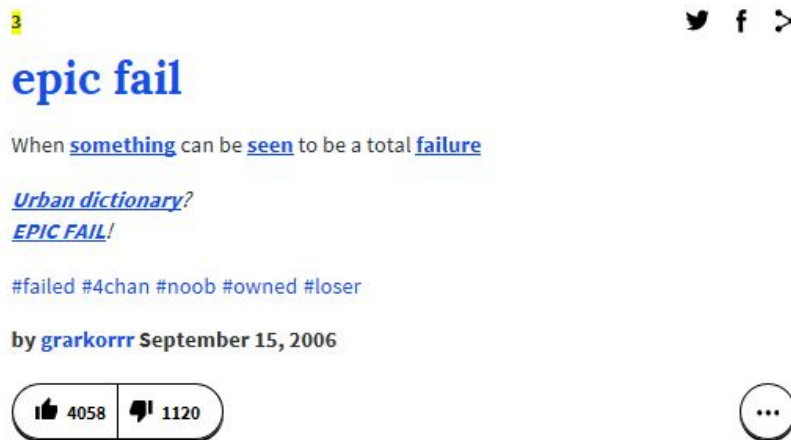 3
epic fail
When something can be seen to be a total failure
Urban dictionary?
EPIC FAIL!
#failed #4chan #noob #owned #loser
by grarkorrr September 15, 2006
4058 1120